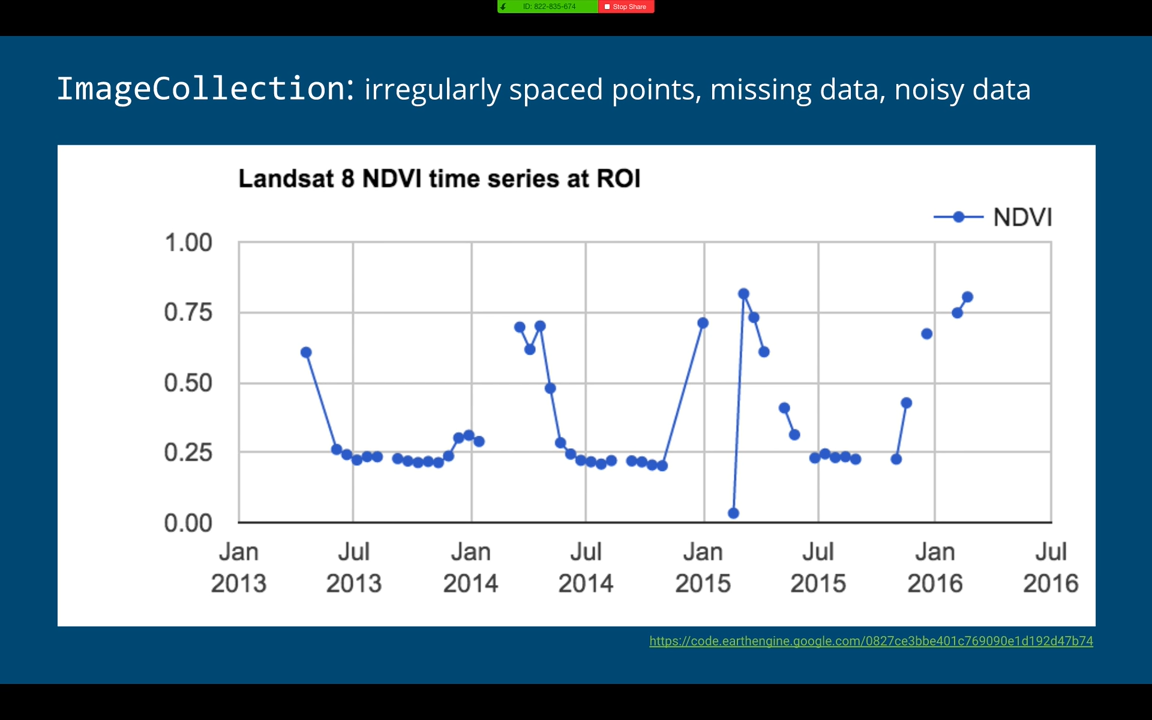 ID: 822-835-674 Stop Share
ImageCollection: irregularly spaced points, missing data, noisy data
Landsat 8 NDVI time series at ROI
NDVI
1.00
0.75
0.50
0.25
0.00
Jan Jul Jan Jul Jan Jul Jan Jul
2013 2013 2014 2014 2015 2015 2016 2016
https://code.earthengine.google.com/0827ce3bbe401c769090e1d192d47b74